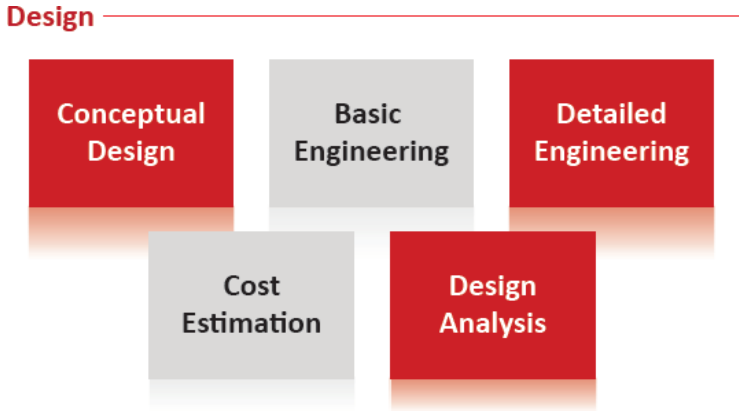 Design
Conceptual
Design
Basic
Engineering
Detailed
Engineering
Cost
Estimation
Design
Analysis